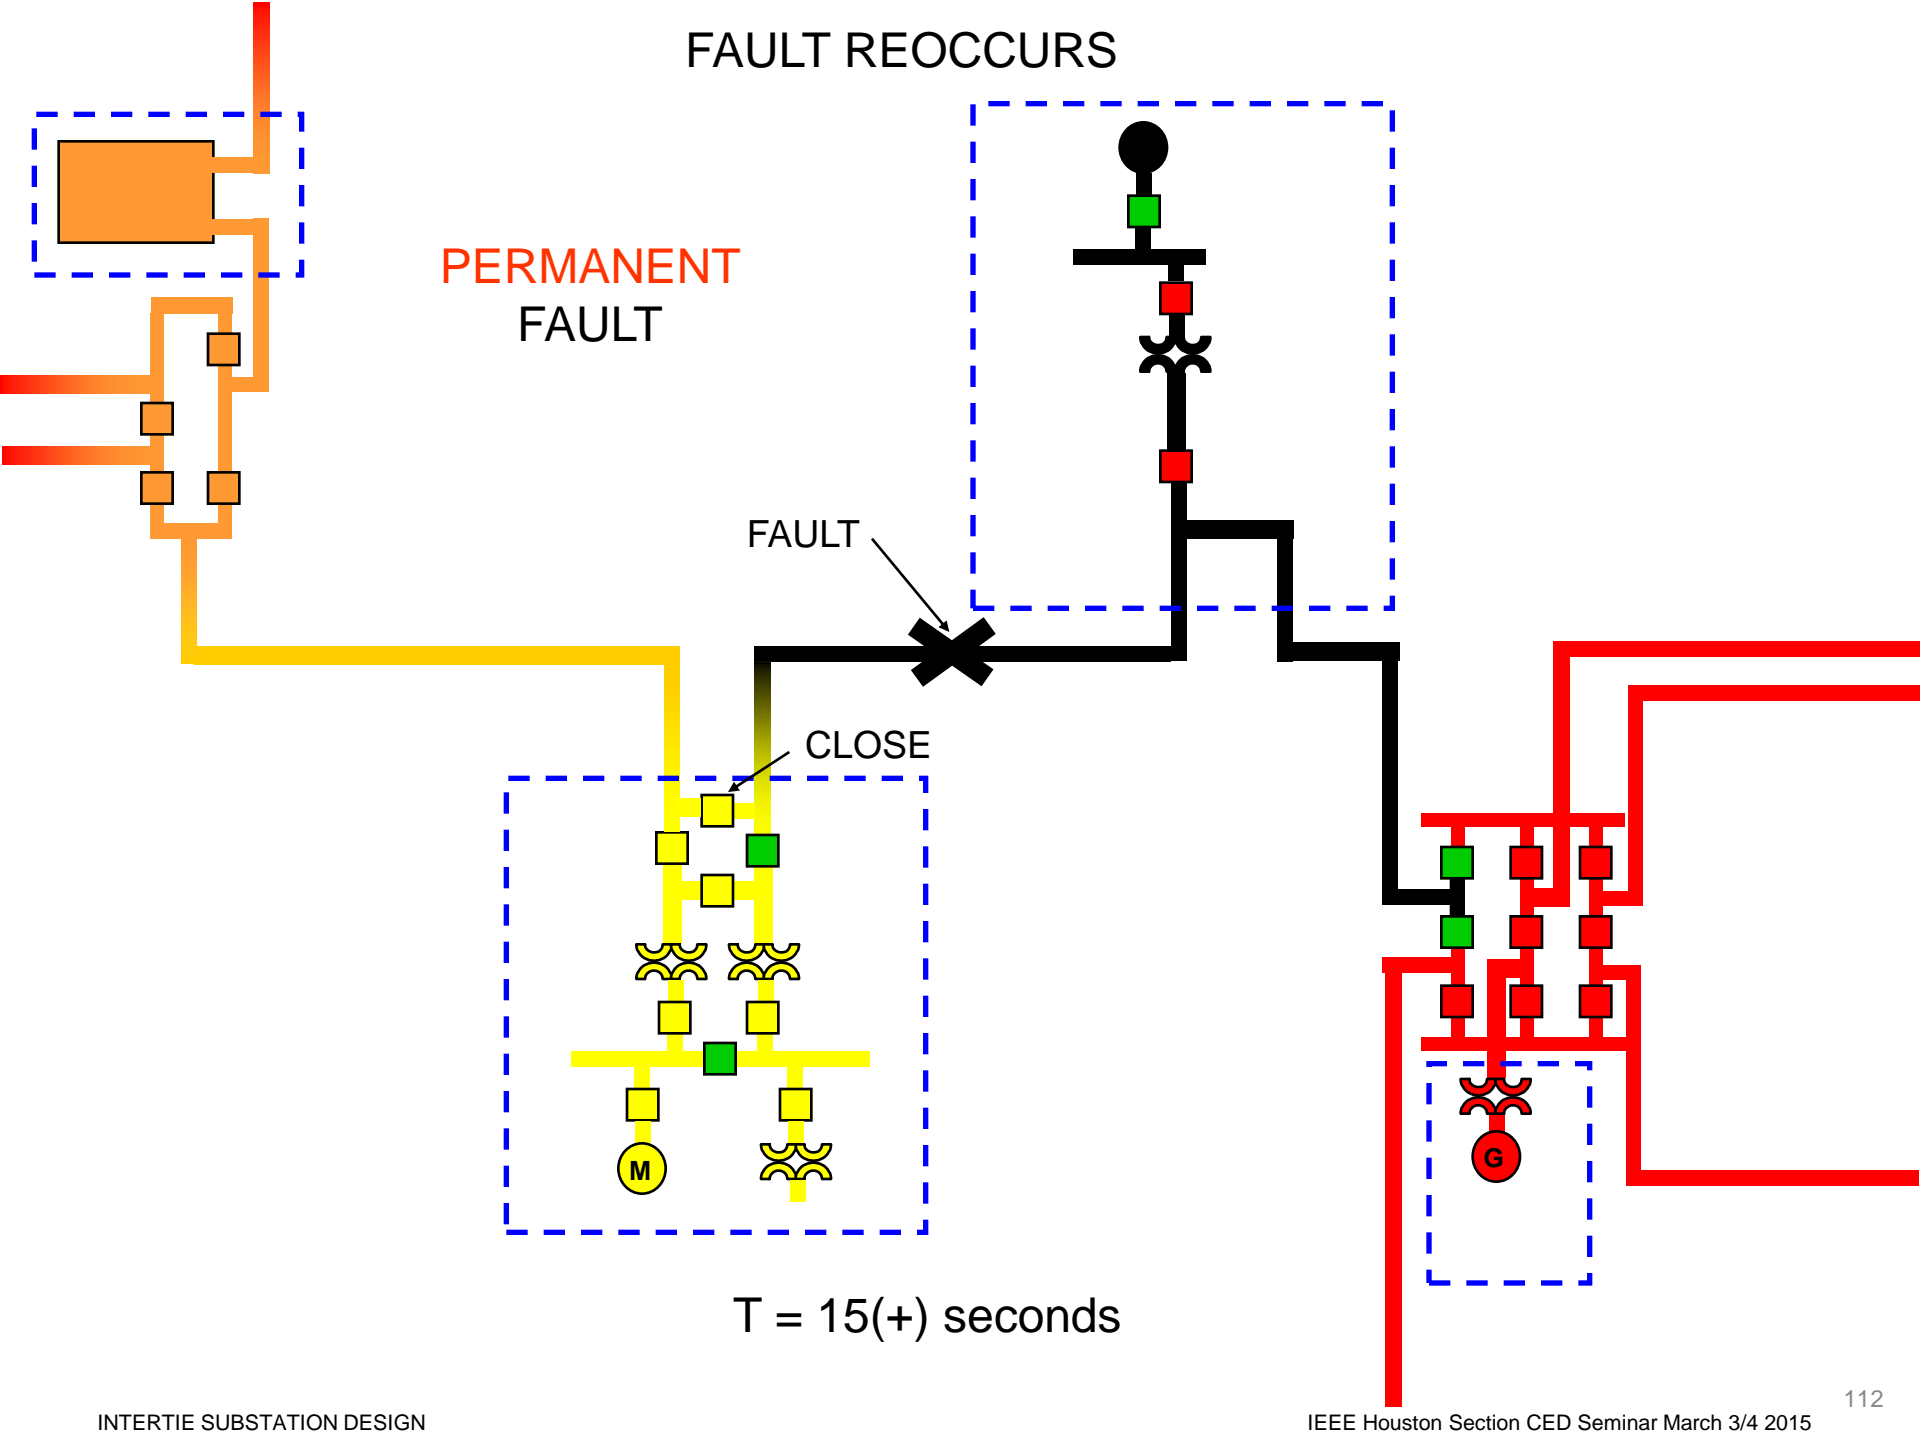 FAULT REOCCURS
PERMANENT
FAULT
FAULT
CLOSE
M
G
T = 15(+) seconds
112
INTERTIE SUBSTATION DESIGN
IEEE Houston Section CED Seminar March 3/4 2015